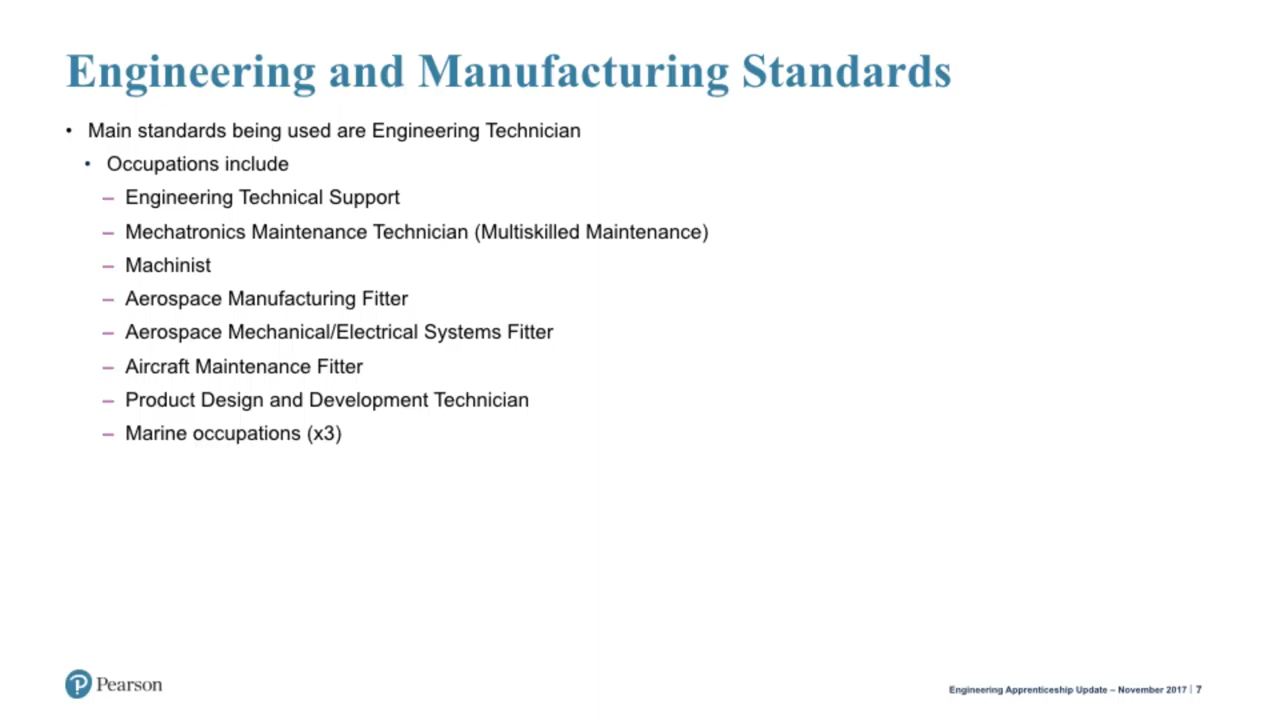 Engineering and Manufacturing Standards
• Main standards being used are Engineering Technician
• Occupations include
– Engineering Technical Support
– Mechatronics Maintenance Technician (Multiskilled Maintenance)
– Machinist
– Aerospace Manufacturing Fitter
– Aerospace Mechanical/Electrical Systems Fitter
– Aircraft Maintenance Fitter
– Product Design and Development Technician
– Marine occupations (x3)
Pearson
Engineering Apprenticeship Update – November 2017 | 7